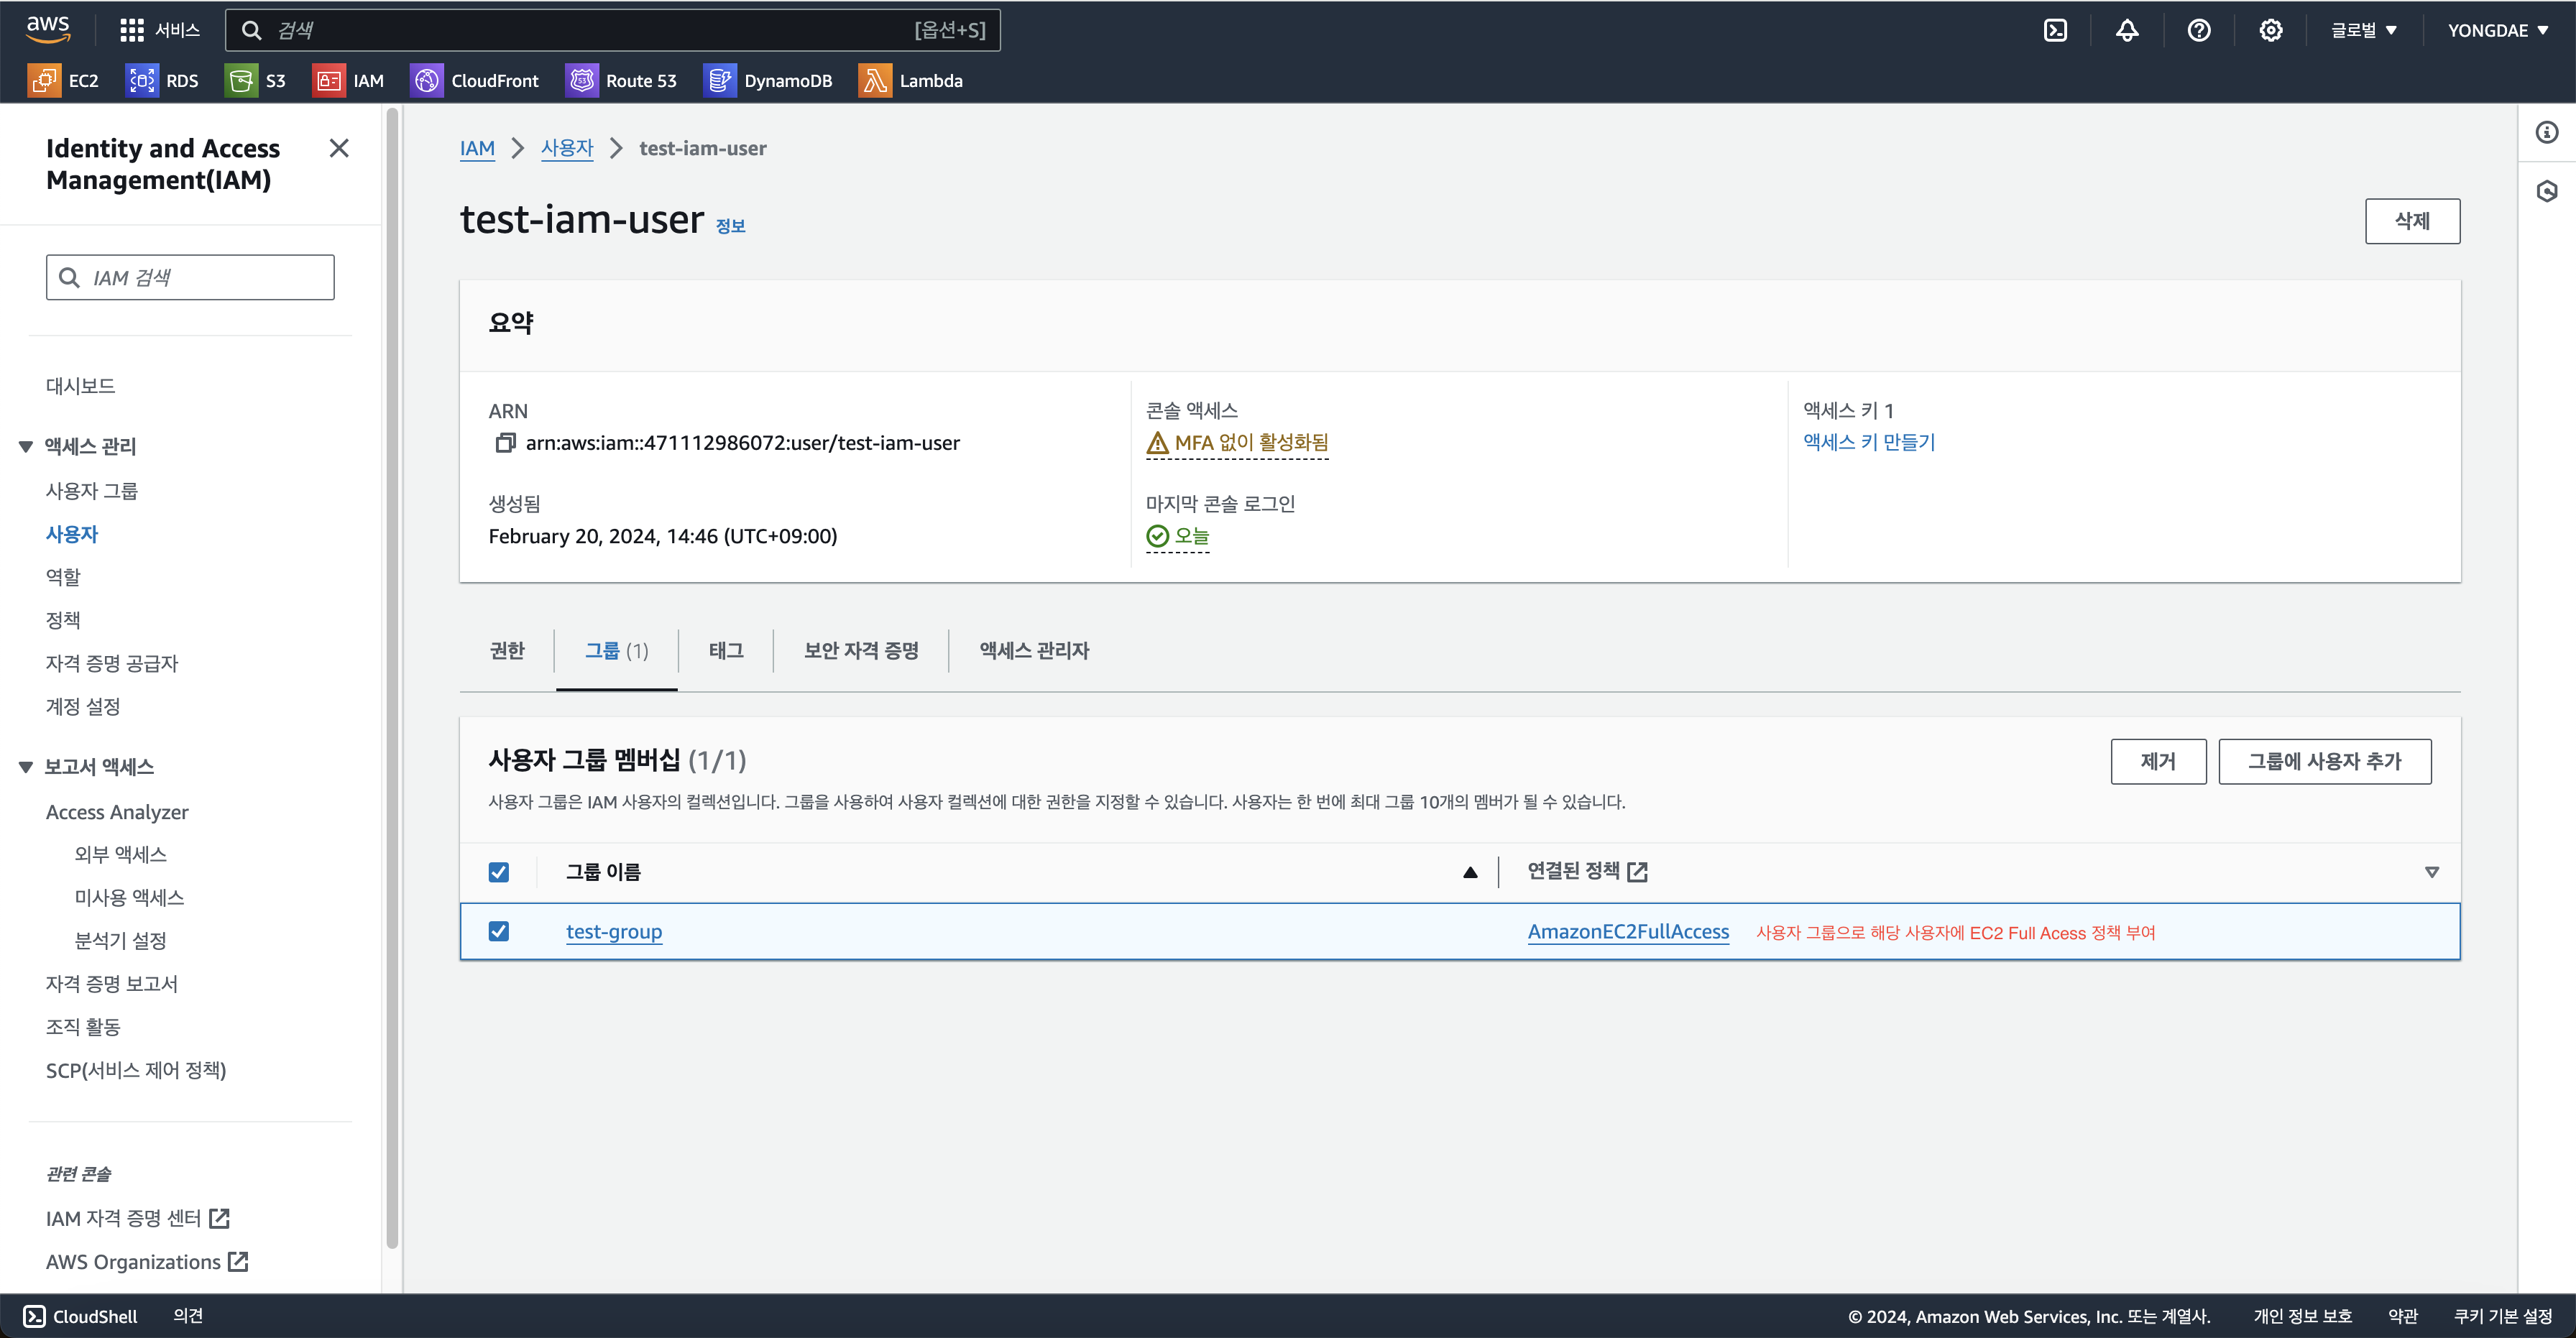 aws
서비스
검색
[옵션+S]
글로벌 ▼
YONGDAE ▼
EC2
RDS
S3
IAM
CloudFront
Route 53
DynamoDB
Lambda
Identity and Access
Management(IAM)
IAM 검색
대시보드
액세스 관리
사용자 그룹
사용자
역할
정책
자격 증명 공급자
계정 설정
보고서 액세스
Access Analyzer
외부 액세스
미사용 액세스
분석기 설정
자격 증명 보고서
조직 활동
SCP(서비스 제어 정책)
관련 콘솔
IAM 자격 증명 센터
AWS Organizations
IAM > 사용자 > test-iam-user
test-iam-user 정보
삭제
요약
ARN
arn:aws:iam::471112986072:user/test-iam-user
콘솔 액세스
MFA 없이 활성화됨
액세스 키 1
액세스 키 만들기
생성됨
February 20, 2024, 14:46 (UTC+09:00)
마지막 콘솔 로그인
오늘
권한
그룹 (1)
태그
보안 자격 증명
액세스 관리자
사용자 그룹 멤버십 (1/1)
제거
그룹에 사용자 추가
사용자 그룹은 IAM 사용자의 컬렉션입니다. 그룹을 사용하여 사용자 컬렉션에 대한 권한을 지정할 수 있습니다. 사용자는 한 번에 최대 그룹 10개의 멤버가 될 수 있습니다.
그룹 이름
연결된 정책
test-group
AmazonEC2FullAccess
사용자 그룹으로 해당 사용자에 EC2 Full Acess 정책 부여
CloudShell
의견
© 2024, Amazon Web Services, Inc. 또는 계열사.
개인 정보 보호
약관
쿠키 기본 설정